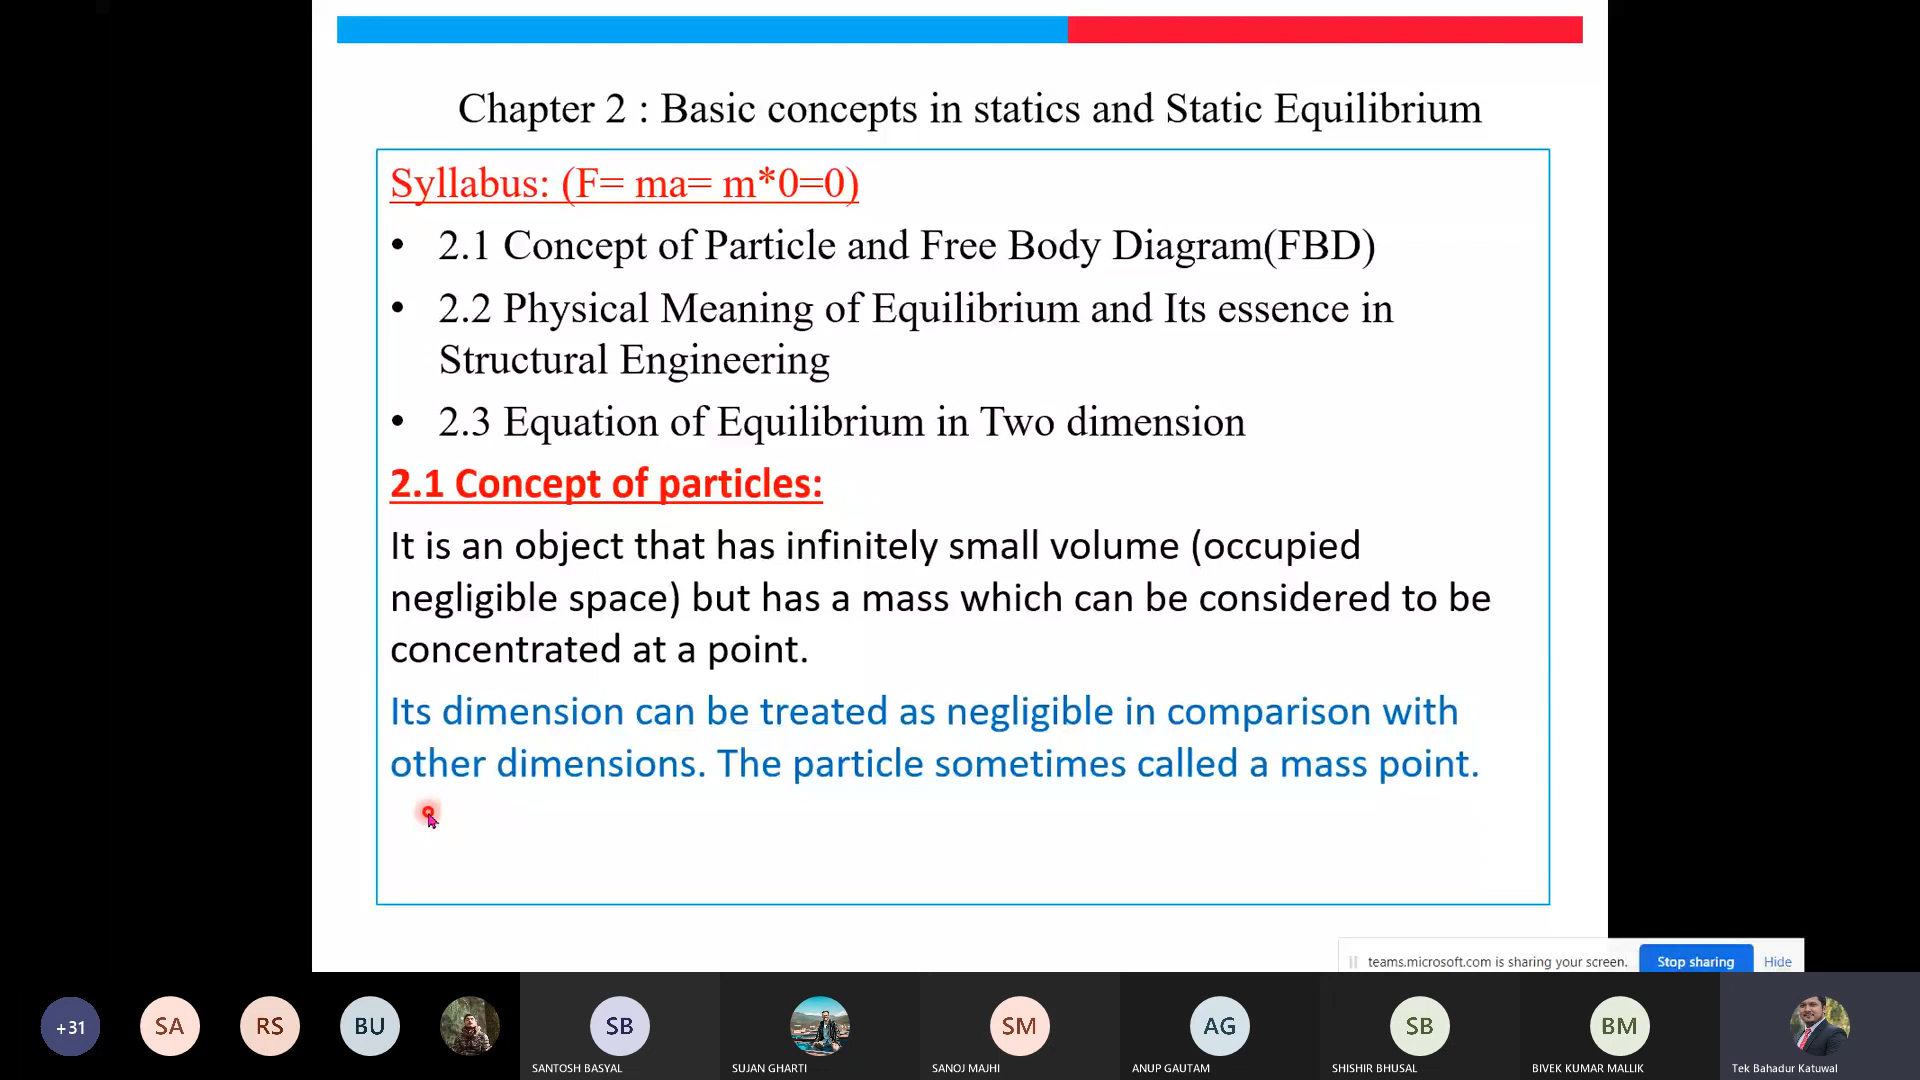 Chapter 2 : Basic concepts in statics and Static Equilibrium
Syllabus: (F= ma= m*0=0)
• 2.1 Concept of Particle and Free Body Diagram(FBD)
• 2.2 Physical Meaning of Equilibrium and Its essence in
Structural Engineering
• 2.3 Equation of Equilibrium in Two dimension
2.1 Concept of particles:
It is an object that has infinitely small volume (occupied
negligible space) but has a mass which can be considered to be
concentrated at a point.
Its dimension can be treated as negligible in comparison with
other dimensions. The particle sometimes called a mass point.
teams.microsoft.com is sharing your screen. Stop sharing Hide
+31 SA RS BU SB SM AG SB BM
SANTOSH BASYAL SUJAN GHARTI SANOJ MAJHI ANUP GAUTAM SHISHIR BHUSAL BIVEK KUMAR MALLIK Tek Bahadur Katuwal